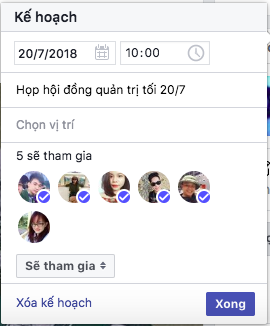 Kế hoạch
20/7/2018 10:00
Họp hội đồng quản trị tối 20/7
Chọn vị trí
5 sẽ tham gia
Sẽ tham gia
Xóa kế hoạch Xong